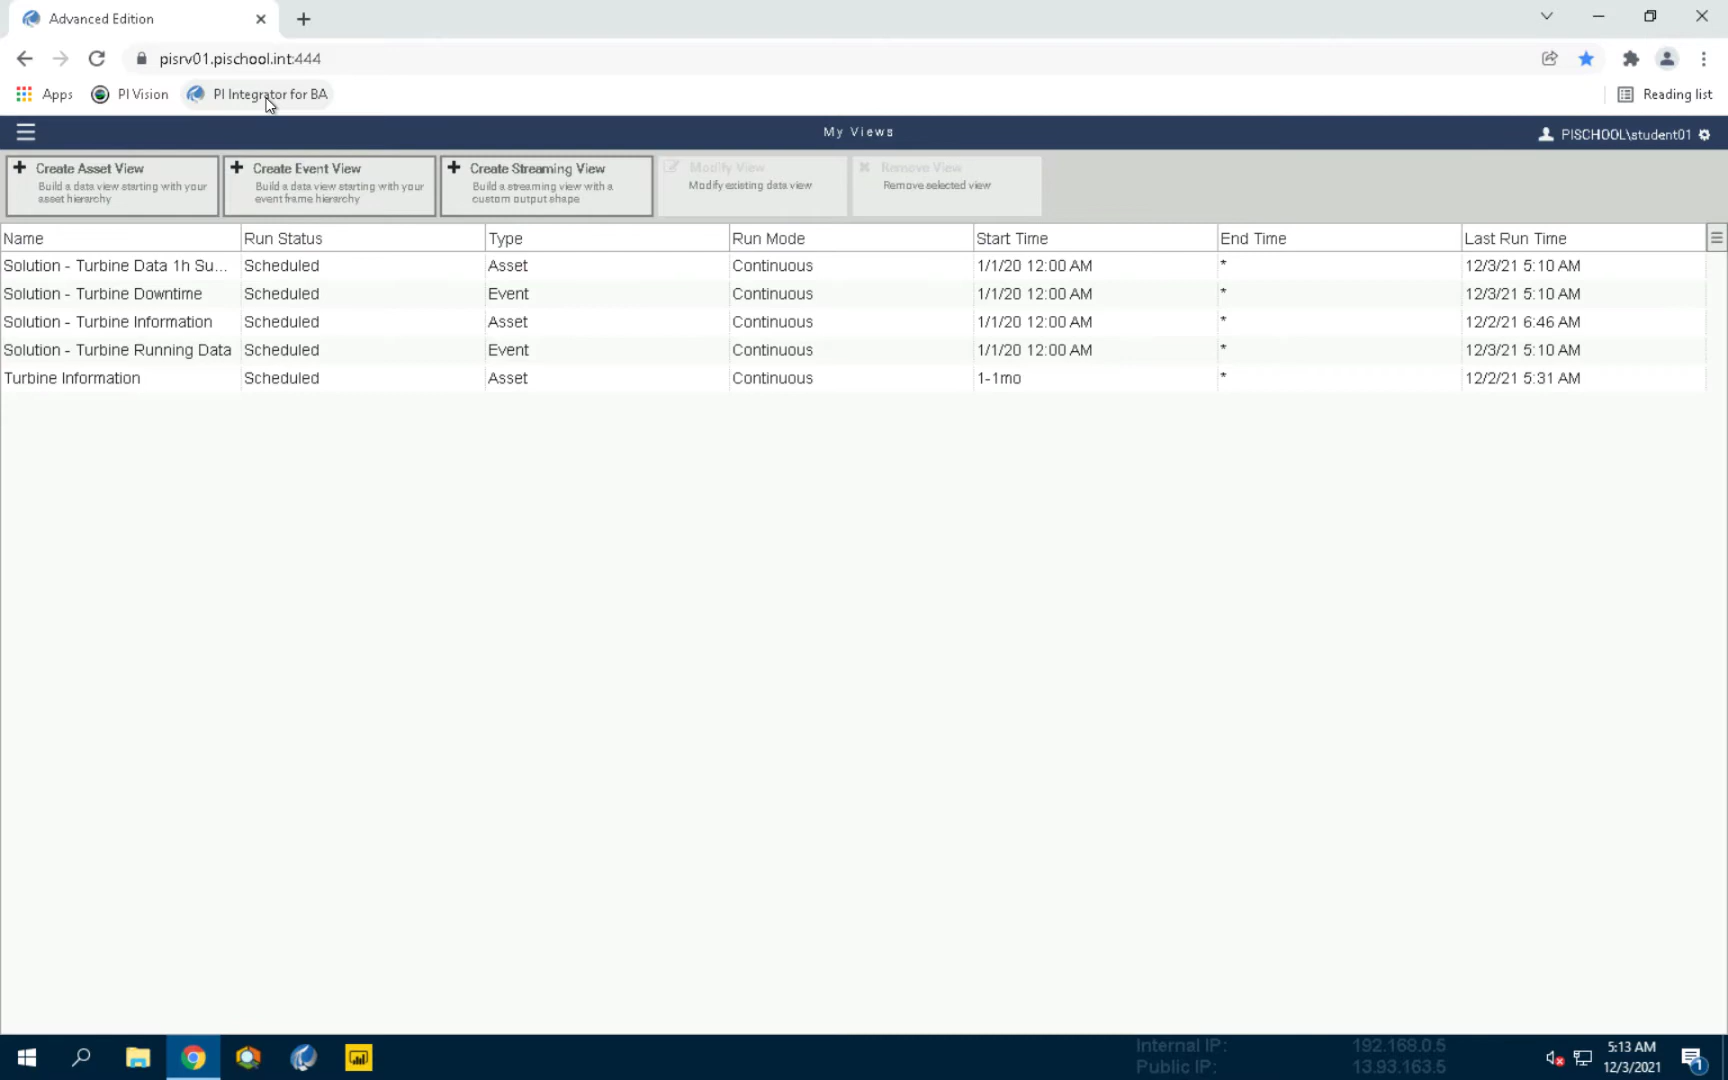 Advanced Edition
pisrv01.pischool.int:444
Apps PI Vision PI Integrator for BA Reading list
My Views PISCHOOL\student01
Create Asset View
Build a data view starting with your
asset hierarchy
Create Event View
Build a data view starting with your
event frame hierarchy
Create Streaming View
Build a streaming view with a
custom output shape
Modify View
Modify existing data view
Remove View
Remove selected view
Name Run Status Type Run Mode Start Time End Time Last Run Time
Solution - Turbine Data 1h Su... Scheduled Asset Continuous 1/1/20 12:00 AM * 12/3/21 5:10 AM
Solution - Turbine Downtime Scheduled Event Continuous 1/1/20 12:00 AM * 12/3/21 5:10 AM
Solution - Turbine Information Scheduled Asset Continuous 1/1/20 12:00 AM * 12/2/21 6:46 AM
Solution - Turbine Running Data Scheduled Event Continuous 1/1/20 12:00 AM * 12/3/21 5:10 AM
Turbine Information Scheduled Asset Continuous 1-1mo * 12/2/21 5:31 AM
Internal IP: 192.168.0.5
Public IP: 13.93.163.5
5:13 AM
12/3/2021
1